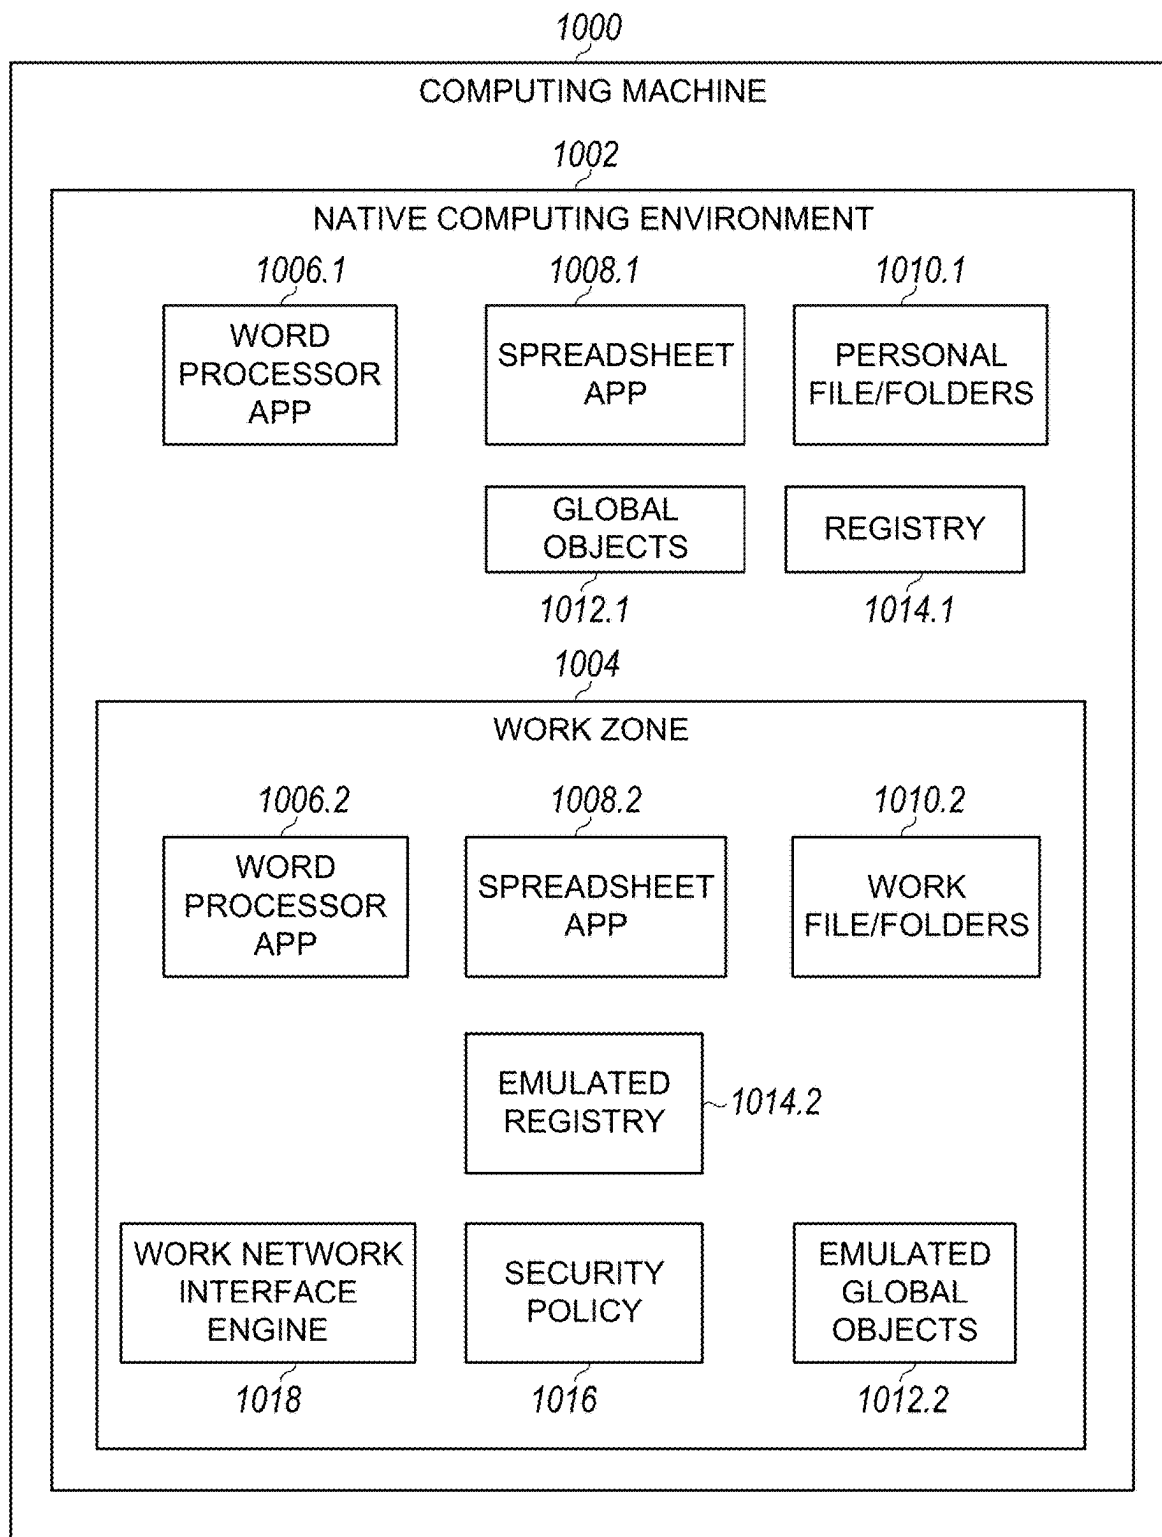 1000
COMPUTING MACHINE
1002
NATIVE COMPUTING ENVIRONMENT
1006.1
1008.1
1010.1
WORD
PROCESSOR
APP
SPREADSHEET
APP
PERSONAL
FILE/FOLDERS
GLOBAL
OBJECTS
REGISTRY
1012.1
1014.1
1004
WORK ZONE
1006.2
1008.2
1010.2
WORD
PROCESSOR
APP
SPREADSHEET
APP
WORK
FILE/FOLDERS
EMULATED
REGISTRY
1014.2
WORK NETWORK
INTERFACE
ENGINE
SECURITY
POLICY
EMULATED
GLOBAL
OBJECTS
1018
1016
1012.2